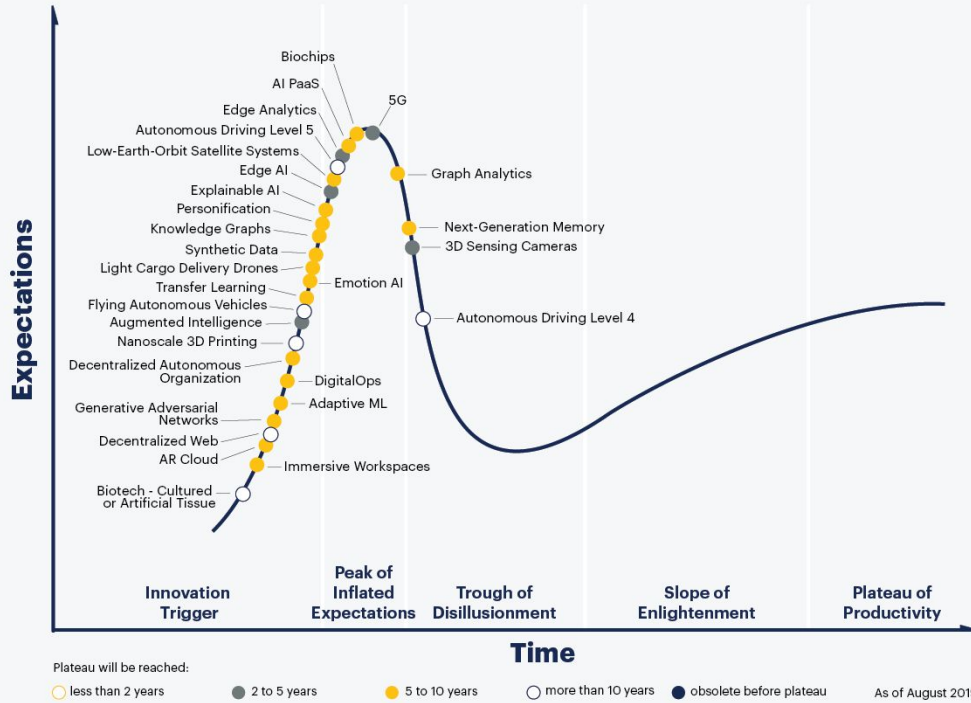 Biochips
AI PaaS
5G
Edge Analytics
Autonomous Driving Level 5
Low-Earth-Orbit Satellite Systems
Edge AI
Graph Analytics
Explainable AI
Personification
Knowledge Graphs
Next-Generation Memory
Synthetic Data
3D Sensing Cameras
Light Cargo Delivery Drones
Transfer Learning
Emotion AI
Flying Autonomous Vehicles
Augmented Intelligence
Autonomous Driving Level 4
Nanoscale 3D Printing
Decentralized Autonomous
Organization
DigitalOps
Generative Adversarial
Networks
Adaptive ML
Decentralized Web
AR Cloud
Immersive Workspaces
Biotech - Cultured
or Artificial Tissue
Expectations
Innovation
Trigger
Peak of
Inflated
Expectations
Trough of
Disillusionment
Slope of
Enlightenment
Plateau of
Productivity
Time
Plateau will be reached:
less than 2 years
2 to 5 years
5 to 10 years
more than 10 years
obsolete before plateau
As of August